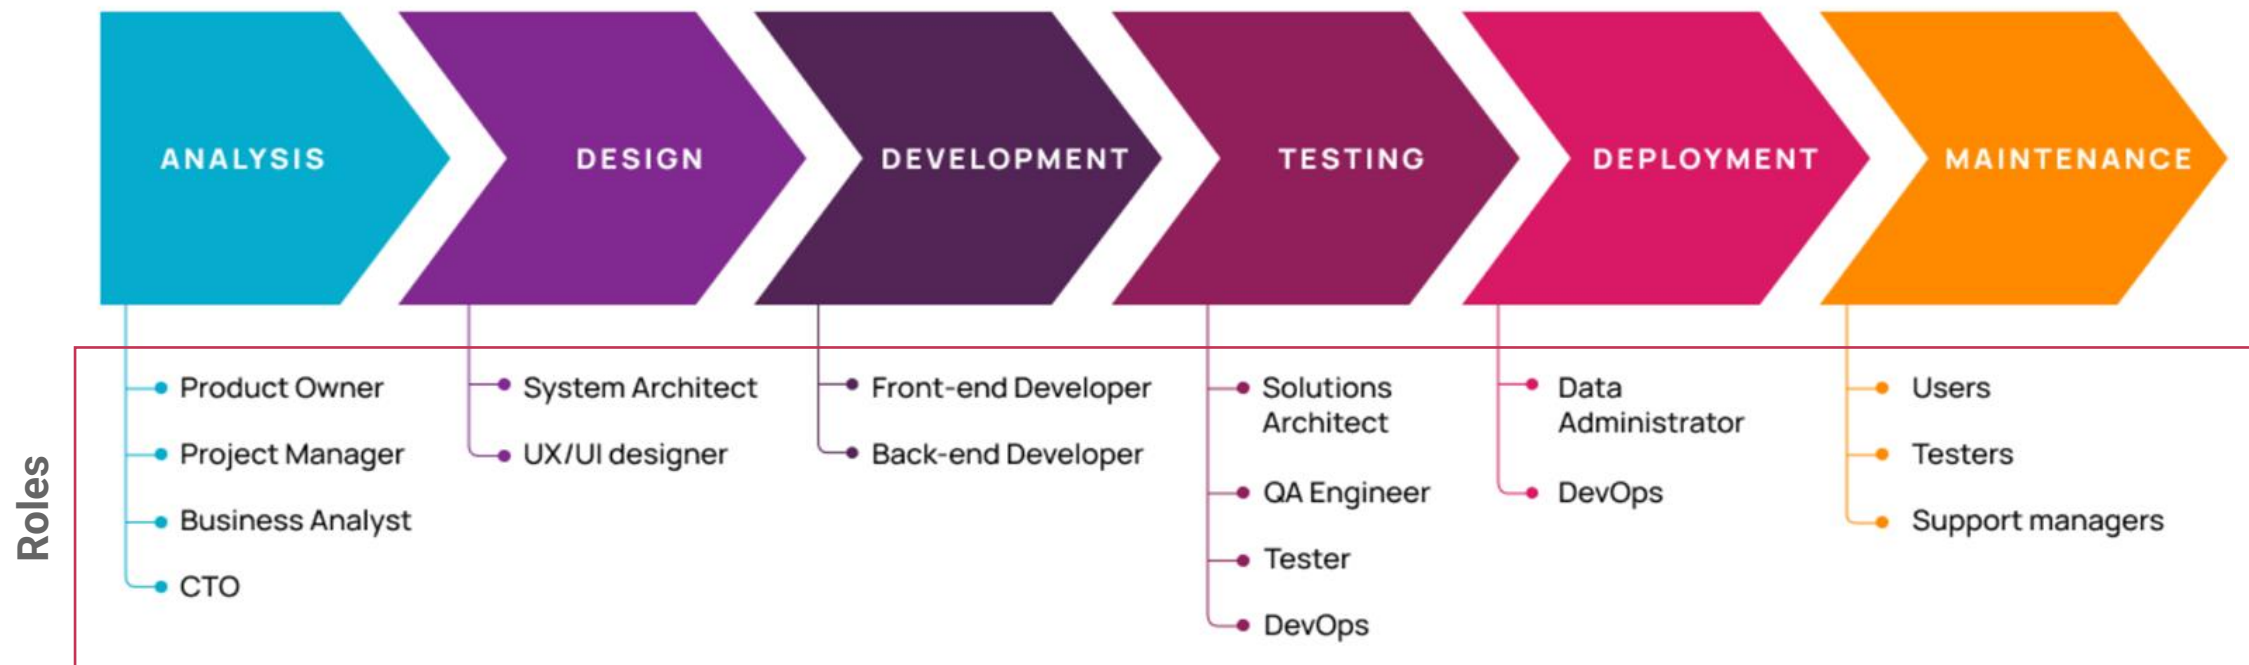 ANALYSIS
DESIGN
DEVELOPMENT
TESTING
DEPLOYMENT
MAINTENANCE
Roles
Product Owner
Project Manager
Business Analyst
CTO
System Architect
UX/UI designer
Front-end Developer
Back-end Developer
Solutions
Architect
QA Engineer
Tester
DevOps
Data
Administrator
DevOps
Users
Testers
Support managers